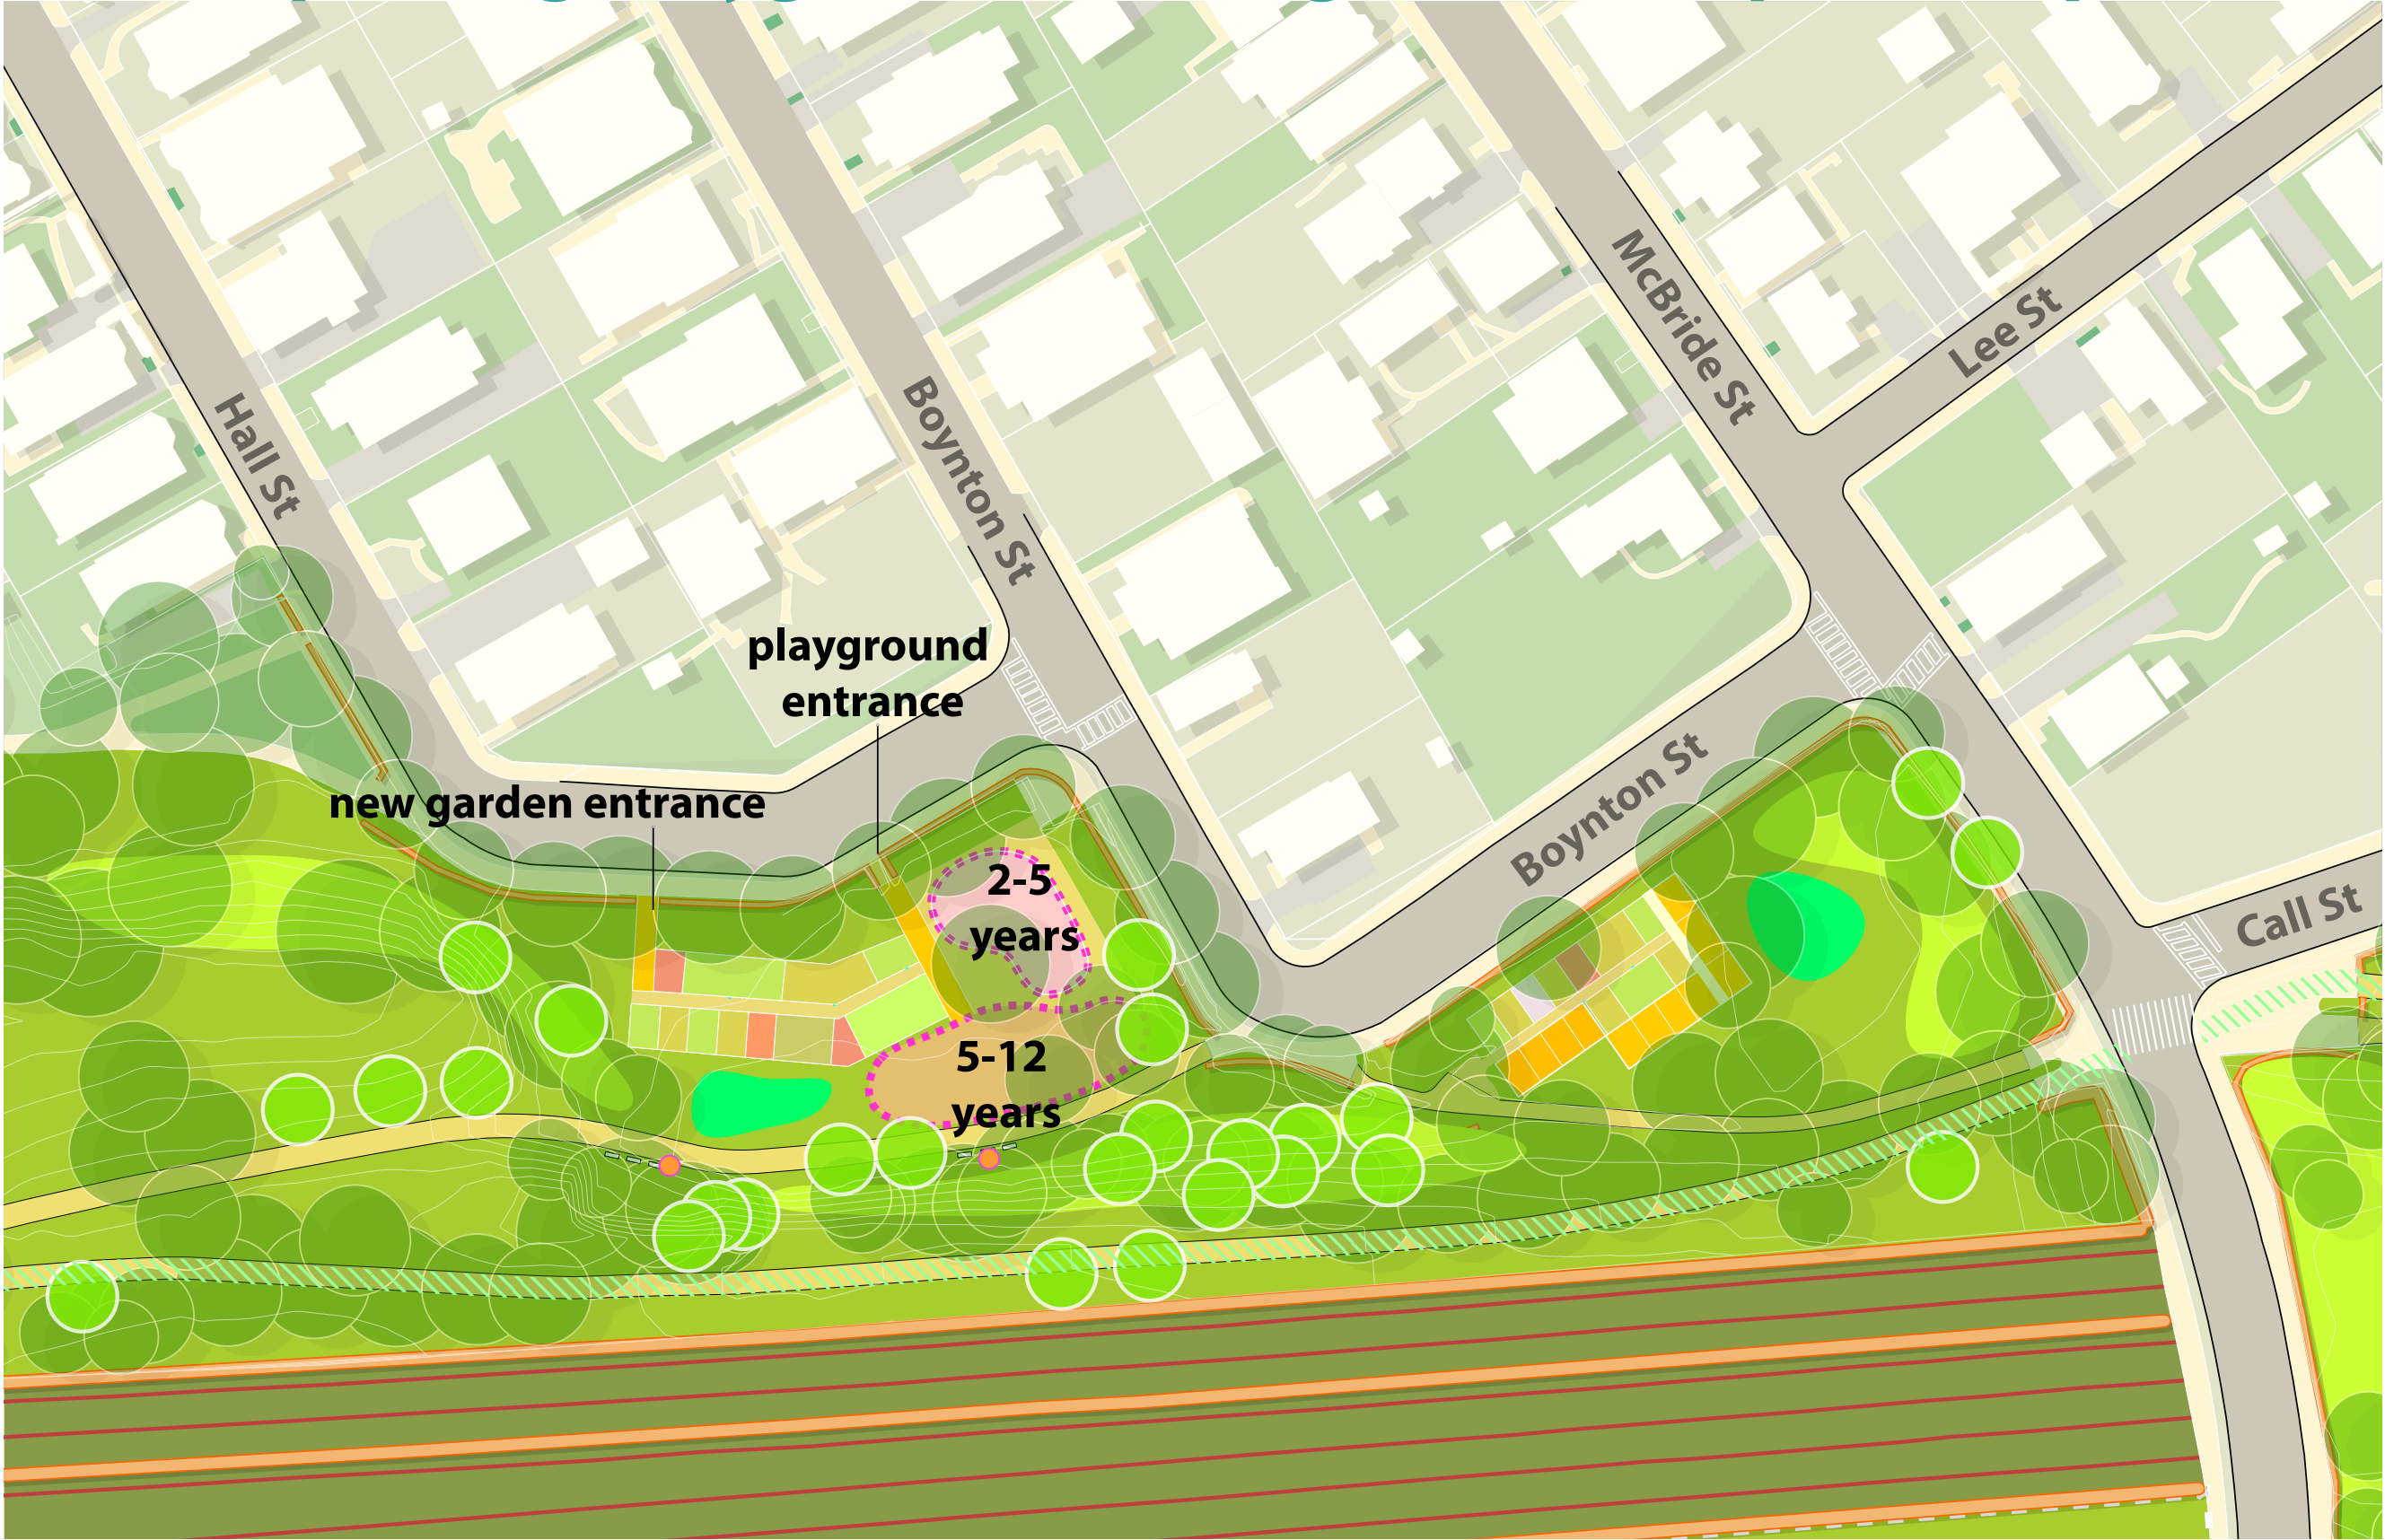 McBride St
Lee St
Hall St
Boynton St
playground
entrance
new garden entrance
Boynton St
2-5
years
Call St
5-12
years